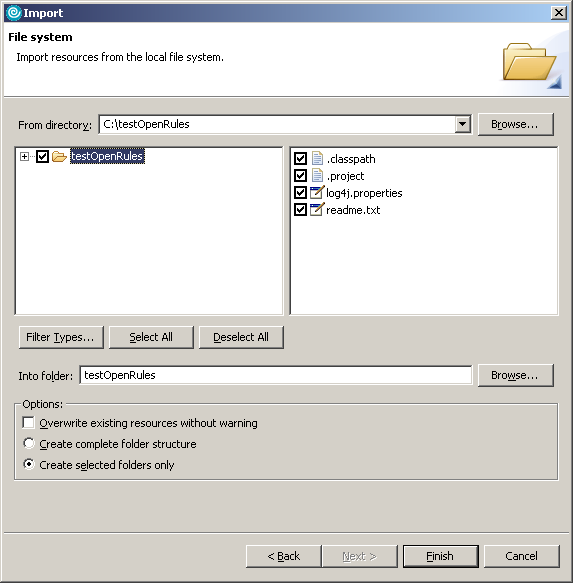 Import
File system
Import resources from the local file system.
From directory: C:\testOpenRules Browse...
testOpenRules
.classpath
.project
log4j.properties
readme.txt
Filter Types... Select All Deselect All
Into folder: testOpenRules Browse...
Options:
Overwrite existing resources without warning
Create complete folder structure
Create selected folders only
< Back Next > Finish Cancel